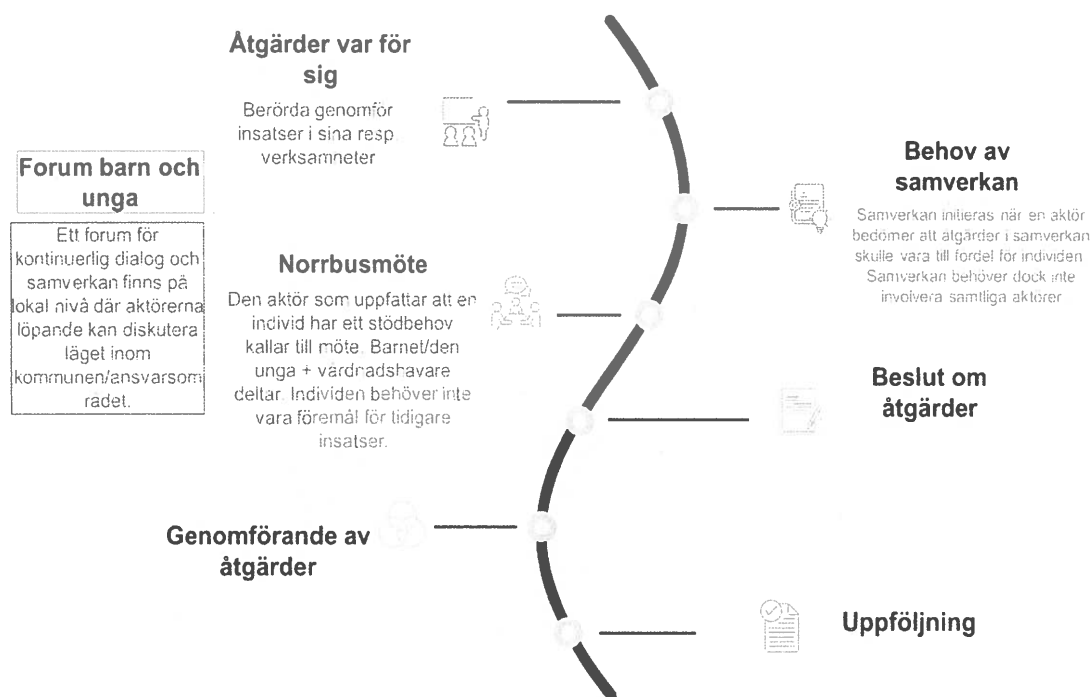 Åtgärder var för
sig
Berörda genomför
insatser i sina resp
verksamneter
Forum barn och
unga
Ett forum för
kontinuerlig dialog och
samverkan finns på
lokal nivå där aktörerna
löpande kan diskutera
läget inom
kommunen/ansvarsom
rådet.
Behov av
samverkan
Samverkan initieras när en aktör
bedömer att åtgärder i samverkan
skulle vara till fördel för individen
Samverkan behöver dock inte
involvera samtliga aktörer
Norrbusmöte
Den aktör som uppfattar att en
individ har ett stödbehov
kallar till möte. Barnet/den
unga + vårdnadshavare
deltar. Individen behöver inte
vara föremål för tidigare
insatser.
Beslut om
åtgärder
Genomförande av
åtgärder
Uppföljning